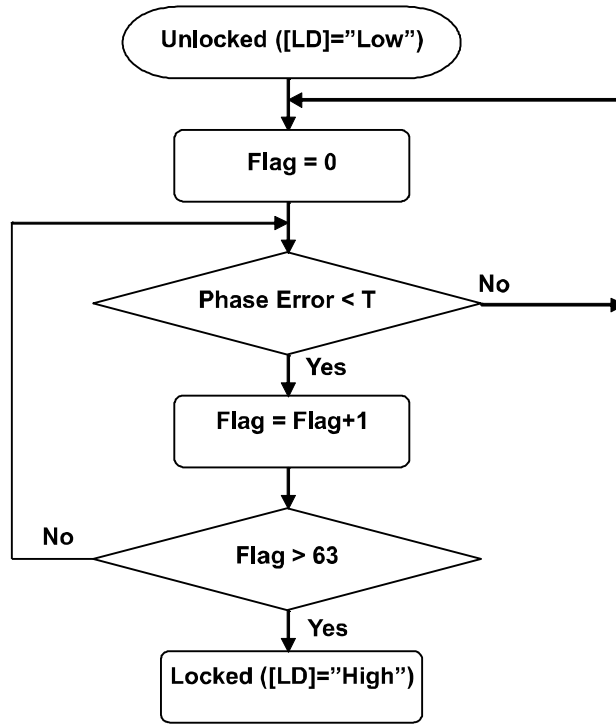 Unlocked ([LD]=”Low”)
Flag = 0
Phase Error < T
No
Yes
Flag = Flag+1
No
Flag > 63
Yes
Locked ([LD]=”High”)